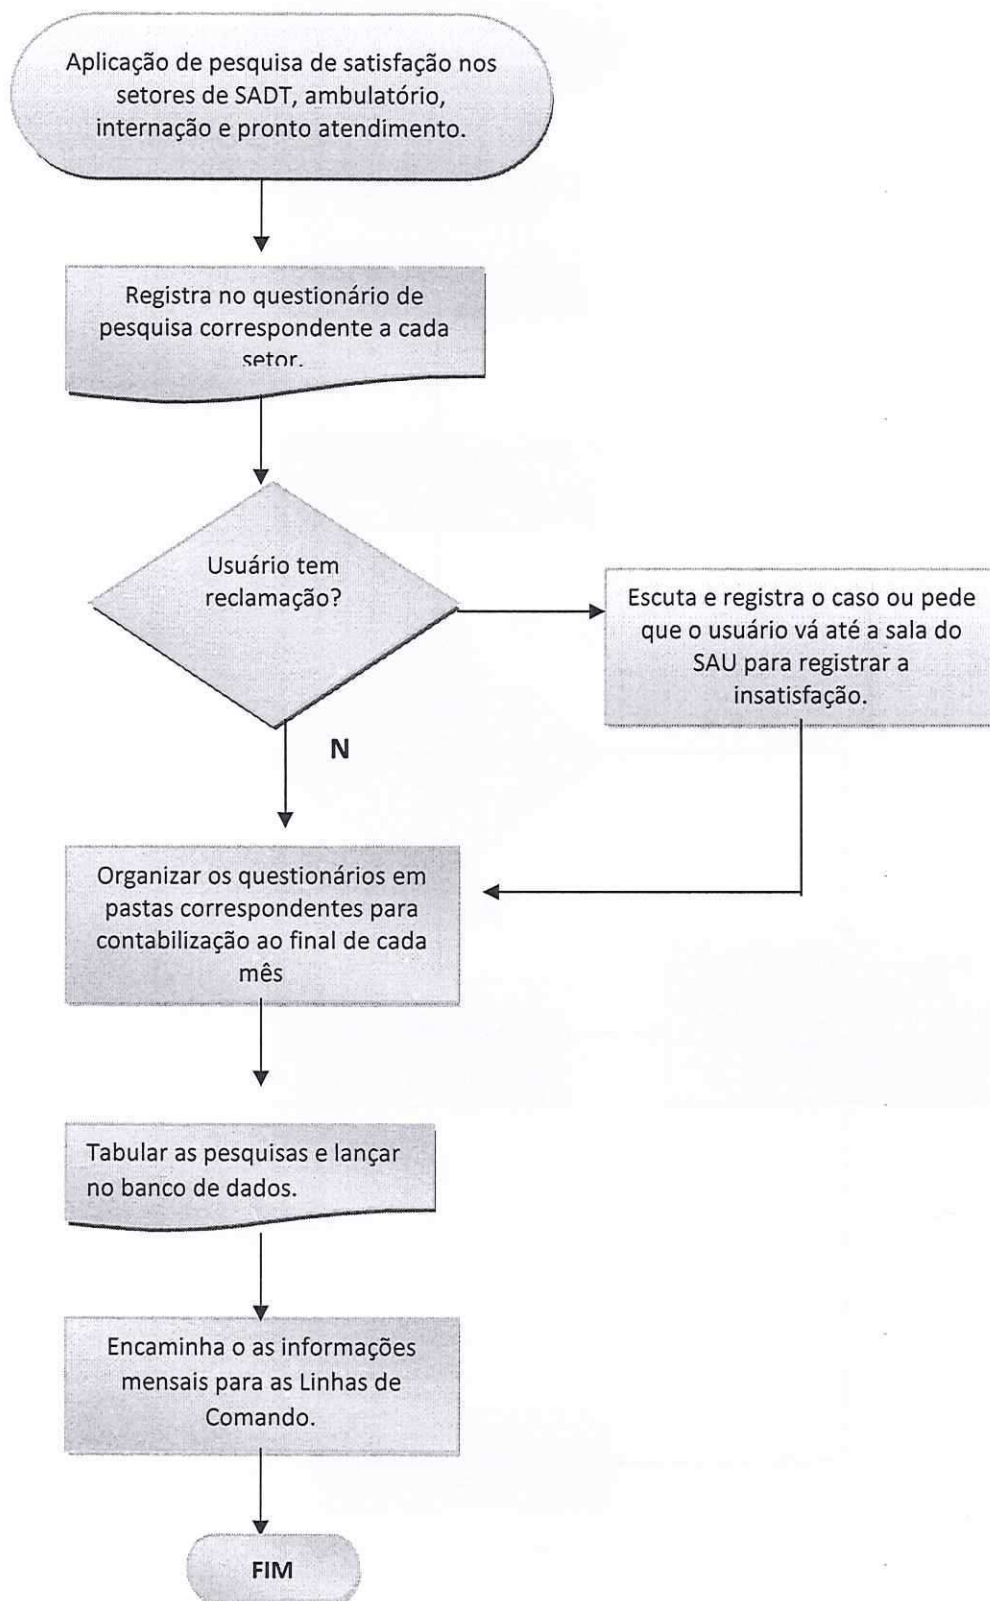 Aplicação de pesquisa de satisfação nos
setores de SADT, ambulatório,
internação e pronto atendimento.
Registra no questionário de
pesquisa correspondente a cada
setor.
Usuário tem
reclamação?
Escuta e registra o caso ou pede
que o usuário vá até a sala do
SAU para registrar a
insatisfação.
N
Organizar os questionários em
pastas correspondentes para
contabilização ao final de cada
mês
Tabular as pesquisas e lançar
no banco de dados.
Encaminha o as informações
mensais para as Linhas de
Comando.
FIM